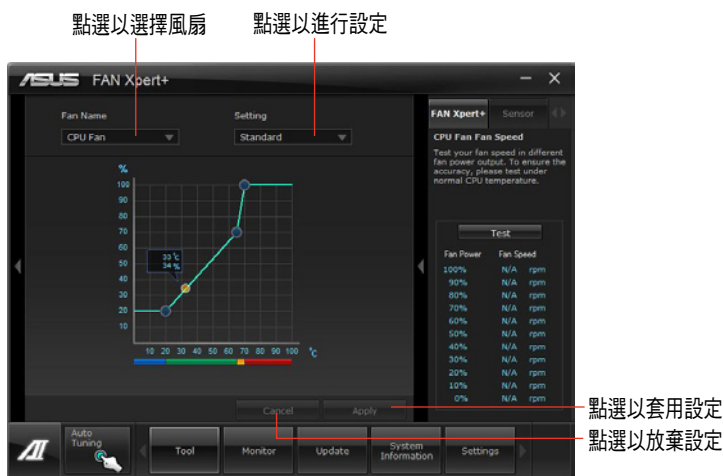 點選以選擇風扇
點選以進行設定
ASUS FAN Xpert+
Fan Name
Setting
CPU Fan
Standard
%
100
90
80
70
60
50
40
30
20
10
33°C
34 %
10 20 30 40 50 60 70 80 90 100 °C
Cancel
Apply
FAN Xpert+
Sensor
CPU Fan Fan Speed
Test your fan speed in different
fan power output. To ensure the
accuracy, please test under
normal CPU temperature.
Test
Fan Power Fan Speed
100% N/A rpm
90% N/A rpm
80% N/A rpm
70% N/A rpm
60% N/A rpm
50% N/A rpm
40% N/A rpm
30% N/A rpm
20% N/A rpm
10% N/A rpm
0% N/A rpm
點選以套用設定
點選以放棄設定
Auto
Tuning
Tool
Monitor
Update
System
Information
Settings